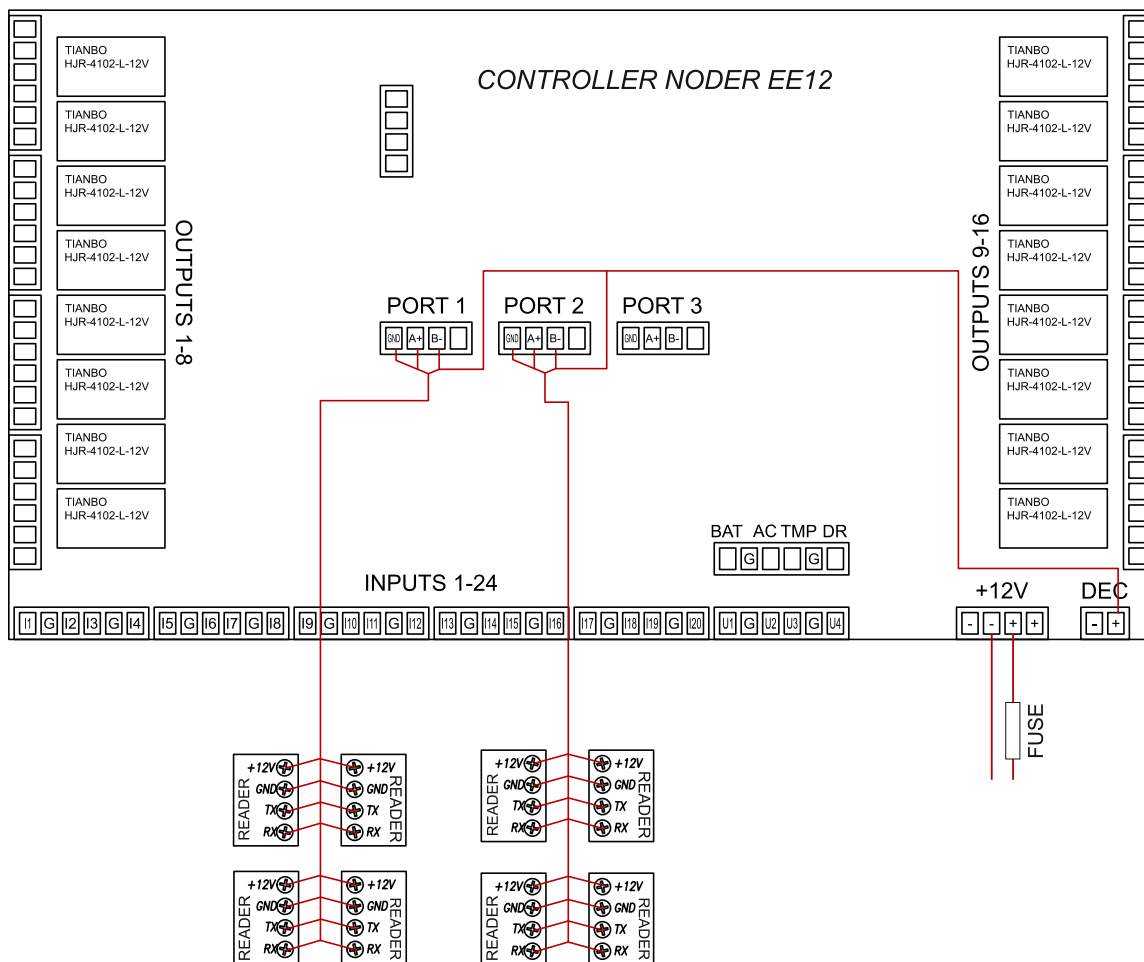 CONTROLLER NODER EE12
TIANBO
HJR-4102-L-12V
TIANBO
HJR-4102-L-12V
TIANBO
HJR-4102-L-12V
TIANBO
HJR-4102-L-12V
TIANBO
HJR-4102-L-12V
TIANBO
HJR-4102-L-12V
TIANBO
HJR-4102-L-12V
TIANBO
HJR-4102-L-12V
OUTPUTS 1-8
TIANBO
HJR-4102-L-12V
TIANBO
HJR-4102-L-12V
TIANBO
HJR-4102-L-12V
TIANBO
HJR-4102-L-12V
TIANBO
HJR-4102-L-12V
TIANBO
HJR-4102-L-12V
TIANBO
HJR-4102-L-12V
TIANBO
HJR-4102-L-12V
OUTPUTS 9-16
PORT 1
GND A+ B-
PORT 2
GND A+ B-
PORT 3
GND A+ B-
BAT AC TMP DR
G G
INPUTS 1-24
+12V
DEC
I1 G I2 I3 G I4
I5 G I6 I7 G I8
I9 G I10 I11 G I12
I13 G I14 I15 G I16
I17 G I18 I19 G I20
U1 G U2 U3 G U4
- - + +
- +
FUSE
READER
+12V
GND
TX
RX
+12V
GND
TX
RX
READER
READER
+12V
GND
TX
RX
+12V
GND
TX
RX
READER
READER
+12V
GND
TX
RX
+12V
GND
TX
RX
READER
READER
+12V
GND
TX
RX
+12V
GND
TX
RX
READER